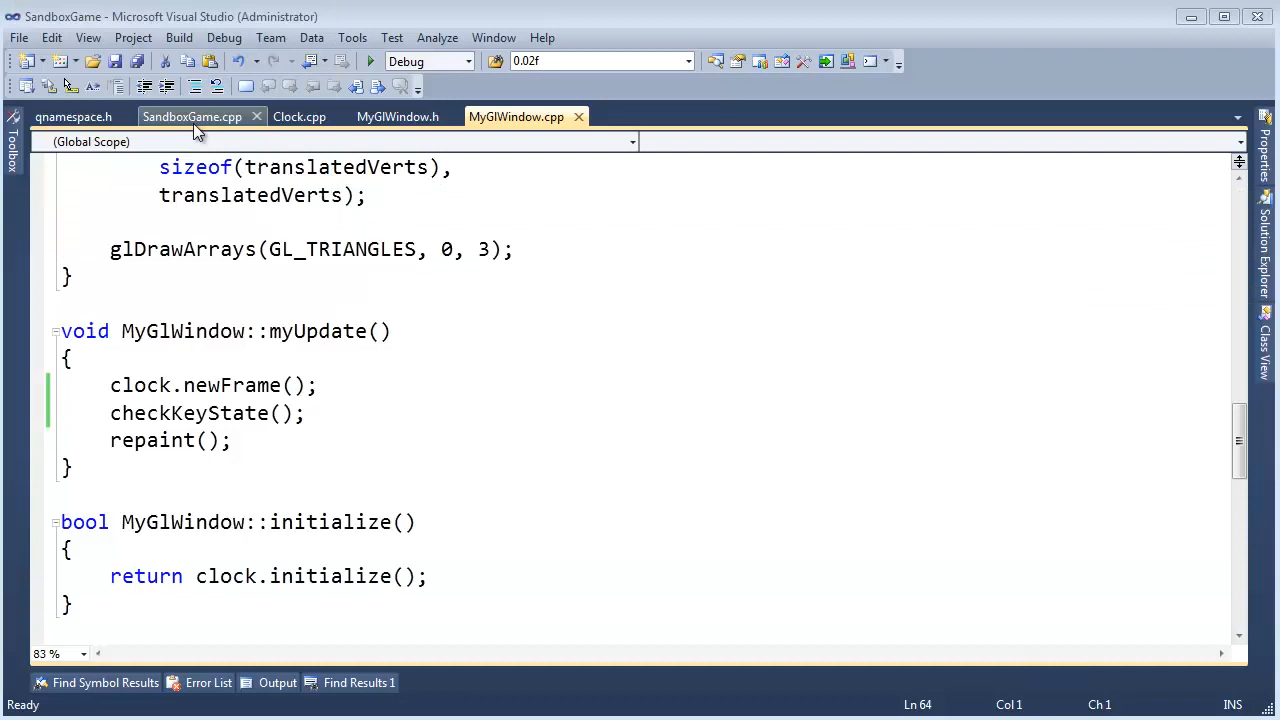 SandboxGame - Microsoft Visual Studio (Administrator)
File Edit View Project Build Debug Team Data Tools Test Analyze Window Help
Debug 0.02f
qnamespace.h SandboxGame.cpp Clock.cpp MyGlWindow.h MyGlWindow.cpp
Toolbox
(Global Scope)
sizeof(translatedVerts),
translatedVerts);
glDrawArrays(GL_TRIANGLES, 0, 3);
}
void MyGlWindow::myUpdate()
{
clock.newFrame();
checkKeyState();
repaint();
}
bool MyGlWindow::initialize()
{
return clock.initialize();
}
Properties
Solution Explorer
Class View
83 %
Find Symbol Results Error List Output Find Results 1
Ready Ln 64 Col 1 Ch 1 INS